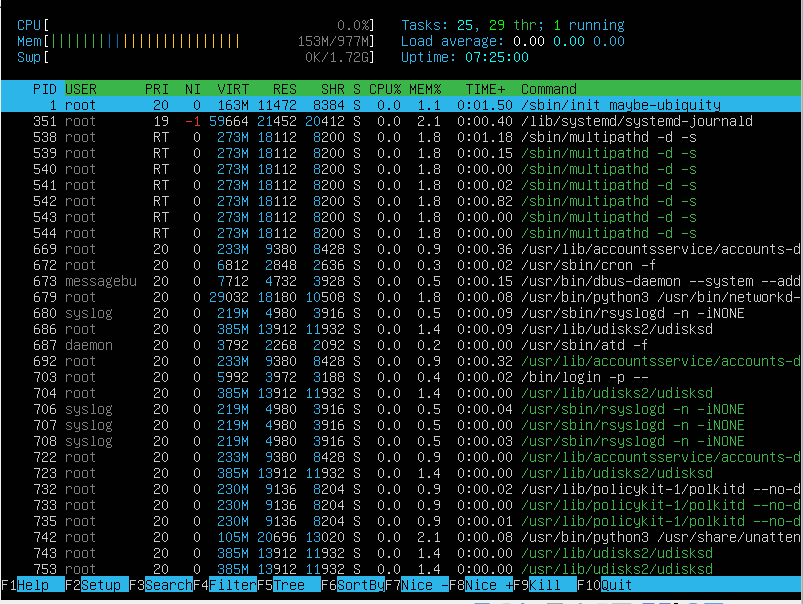 CPU[ 0.0%] Tasks: 25, 29 thr; 1 running
Mem[||||||||||||||||||||||||| 153M/977M] Load average: 0.00 0.00 0.00
Swp[ 0K/1.72G] Uptime: 07:25:00
PID USER PRI NI VIRT RES SHR S CPU% MEM% TIME+ Command
1 root 20 0 163M 11472 8384 S 0.0 1.1 0:01.50 /sbin/init maybe-ubiquity
351 root 19 -1 59664 21452 20412 S 0.0 2.1 0:00.40 /lib/systemd/systemd-journald
538 root RT 0 273M 18112 8200 S 0.0 1.8 0:01.18 /sbin/multipathd -d -s
539 root RT 0 273M 18112 8200 S 0.0 1.8 0:00.15 /sbin/multipathd -d -s
540 root RT 0 273M 18112 8200 S 0.0 1.8 0:00.00 /sbin/multipathd -d -s
541 root RT 0 273M 18112 8200 S 0.0 1.8 0:00.02 /sbin/multipathd -d -s
542 root RT 0 273M 18112 8200 S 0.0 1.8 0:00.82 /sbin/multipathd -d -s
543 root RT 0 273M 18112 8200 S 0.0 1.8 0:00.00 /sbin/multipathd -d -s
544 root RT 0 273M 18112 8200 S 0.0 1.8 0:00.00 /sbin/multipathd -d -s
669 root 20 0 233M 9380 8428 S 0.0 0.9 0:00.36 /usr/lib/accountsservice/accounts-d
672 root 20 0 6812 2848 2636 S 0.0 0.3 0:00.02 /usr/sbin/cron -f
673 messagebu 20 0 7712 4732 3928 S 0.0 0.5 0:00.15 /usr/bin/dbus-daemon --system --add
679 root 20 0 29032 18180 10508 S 0.0 1.8 0:00.08 /usr/bin/python3 /usr/bin/networkd-
680 syslog 20 0 219M 4980 3916 S 0.0 0.5 0:00.09 /usr/sbin/rsyslogd -n -iNONE
686 root 20 0 385M 13912 11932 S 0.0 1.4 0:00.09 /usr/lib/udisks2/udisksd
687 daemon 20 0 3792 2268 2092 S 0.0 0.2 0:00.00 /usr/sbin/atd -f
692 root 20 0 233M 9380 8428 S 0.0 0.9 0:00.32 /usr/lib/accountsservice/accounts-d
703 root 20 0 5992 3972 3188 S 0.0 0.4 0:00.02 /bin/login -p --
704 root 20 0 385M 13912 11932 S 0.0 1.4 0:00.00 /usr/lib/udisks2/udisksd
706 syslog 20 0 219M 4980 3916 S 0.0 0.5 0:00.04 /usr/sbin/rsyslogd -n -iNONE
707 syslog 20 0 219M 4980 3916 S 0.0 0.5 0:00.00 /usr/sbin/rsyslogd -n -iNONE
708 syslog 20 0 219M 4980 3916 S 0.0 0.5 0:00.03 /usr/sbin/rsyslogd -n -iNONE
722 root 20 0 233M 9380 8428 S 0.0 0.9 0:00.00 /usr/lib/accountsservice/accounts-d
723 root 20 0 385M 13912 11932 S 0.0 1.4 0:00.00 /usr/lib/udisks2/udisksd
732 root 20 0 230M 9136 8204 S 0.0 0.9 0:00.02 /usr/lib/policykit-1/polkitd --no-d
733 root 20 0 230M 9136 8204 S 0.0 0.9 0:00.00 /usr/lib/policykit-1/polkitd --no-d
735 root 20 0 230M 9136 8204 S 0.0 0.9 0:00.01 /usr/lib/policykit-1/polkitd --no-d
742 root 20 0 105M 20696 13020 S 0.0 2.1 0:00.08 /usr/bin/python3 /usr/share/unatten
743 root 20 0 385M 13912 11932 S 0.0 1.4 0:00.00 /usr/lib/udisks2/udisksd
753 root 20 0 385M 13912 11932 S 0.0 1.4 0:00.00 /usr/lib/udisks2/udisksd
F1Help F2Setup F3SearchF4FilterF5Tree F6SortByF7Nice -F8Nice +F9Kill F10Quit